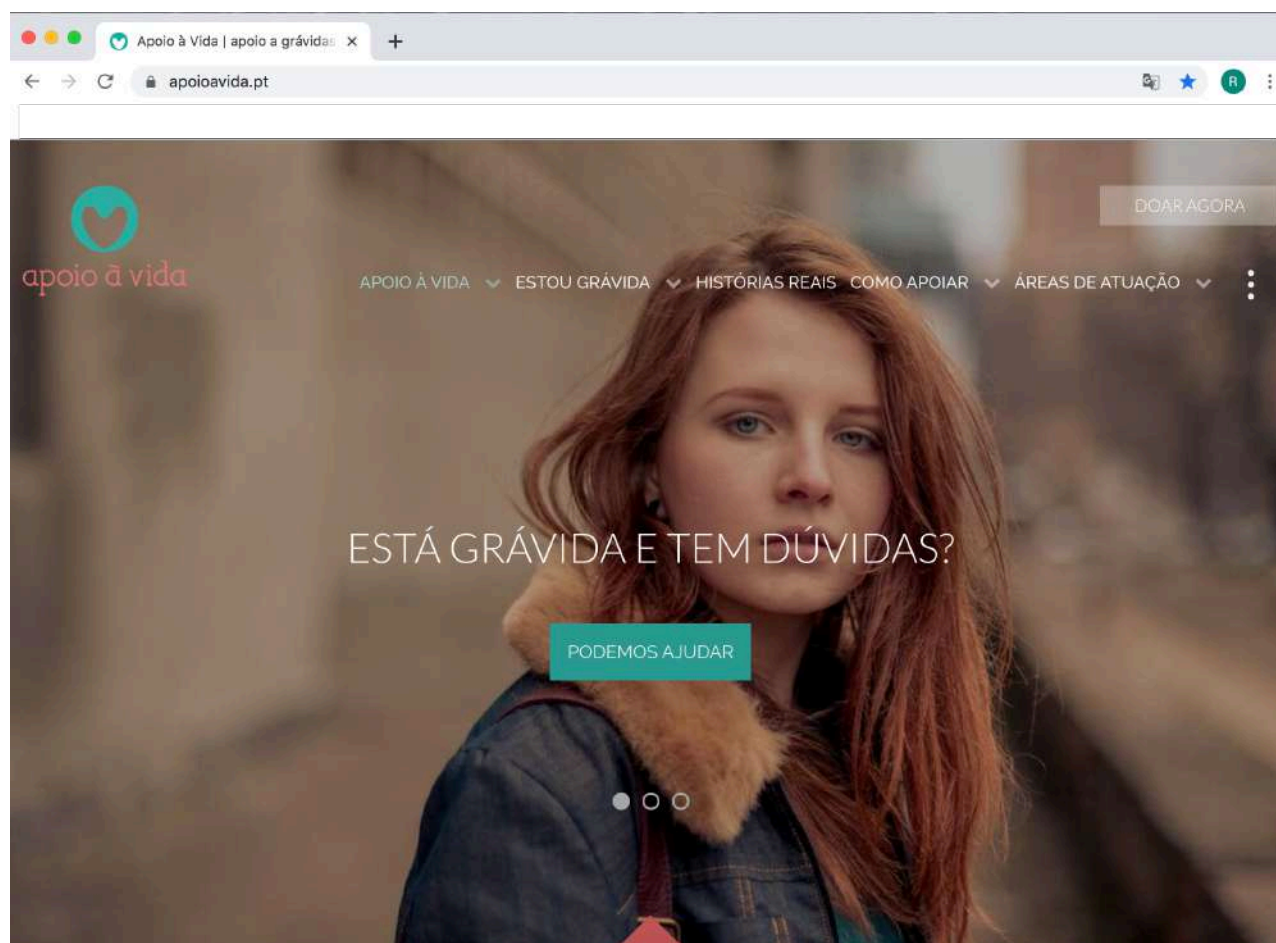 Apoio à Vida | apoio a grávidas
apoioavida.pt
R
DOAR AGORA
apoio à vida
APOIO À VIDA ESTOU GRÁVIDA HISTÓRIAS REAIS COMO APOIAR ÁREAS DE ATUAÇÃO
ESTÁ GRÁVIDA E TEM DÚVIDAS?
PODEMOS AJUDAR